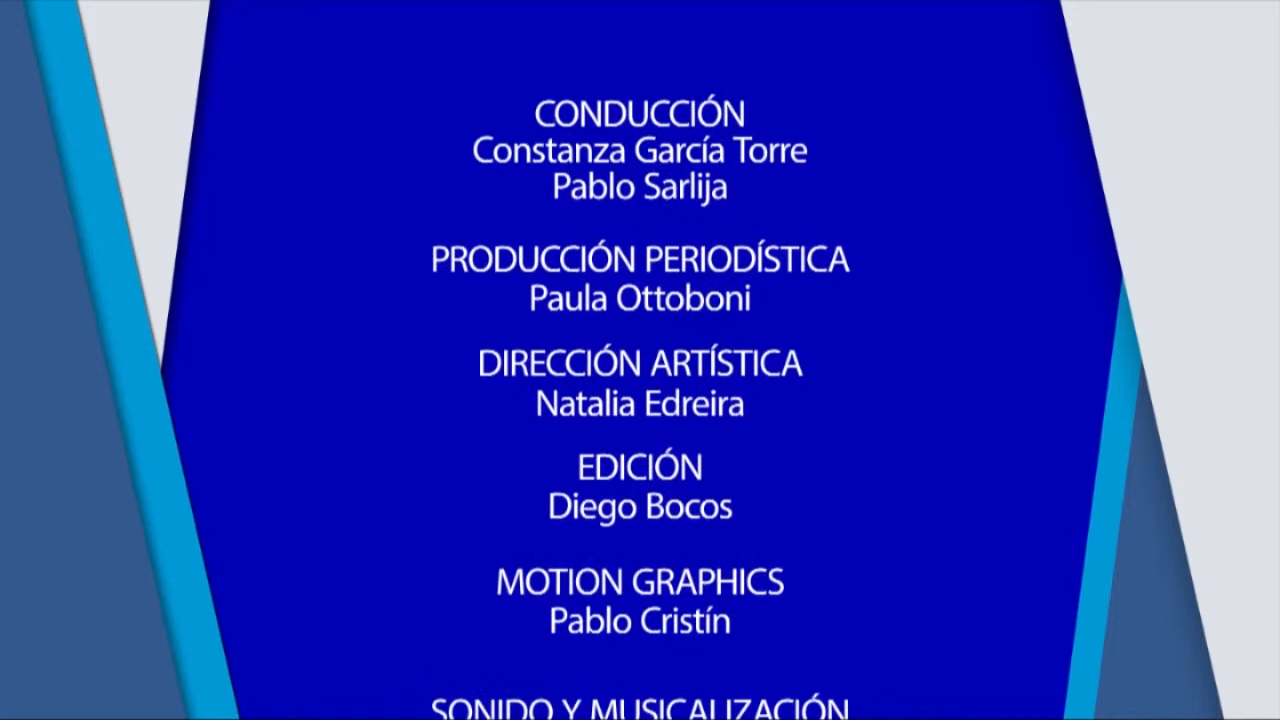 CONDUCCIÓN
Constanza García Torre
Pablo Sarlija
PRODUCCIÓN PERIODÍSTICA
Paula Ottoboni
DIRECCIÓN ARTÍSTICA
Natalia Edreira
EDICIÓN
Diego Bocos
MOTION GRAPHICS
Pablo Cristín
SONIDO Y MUSICALIZACIÓN